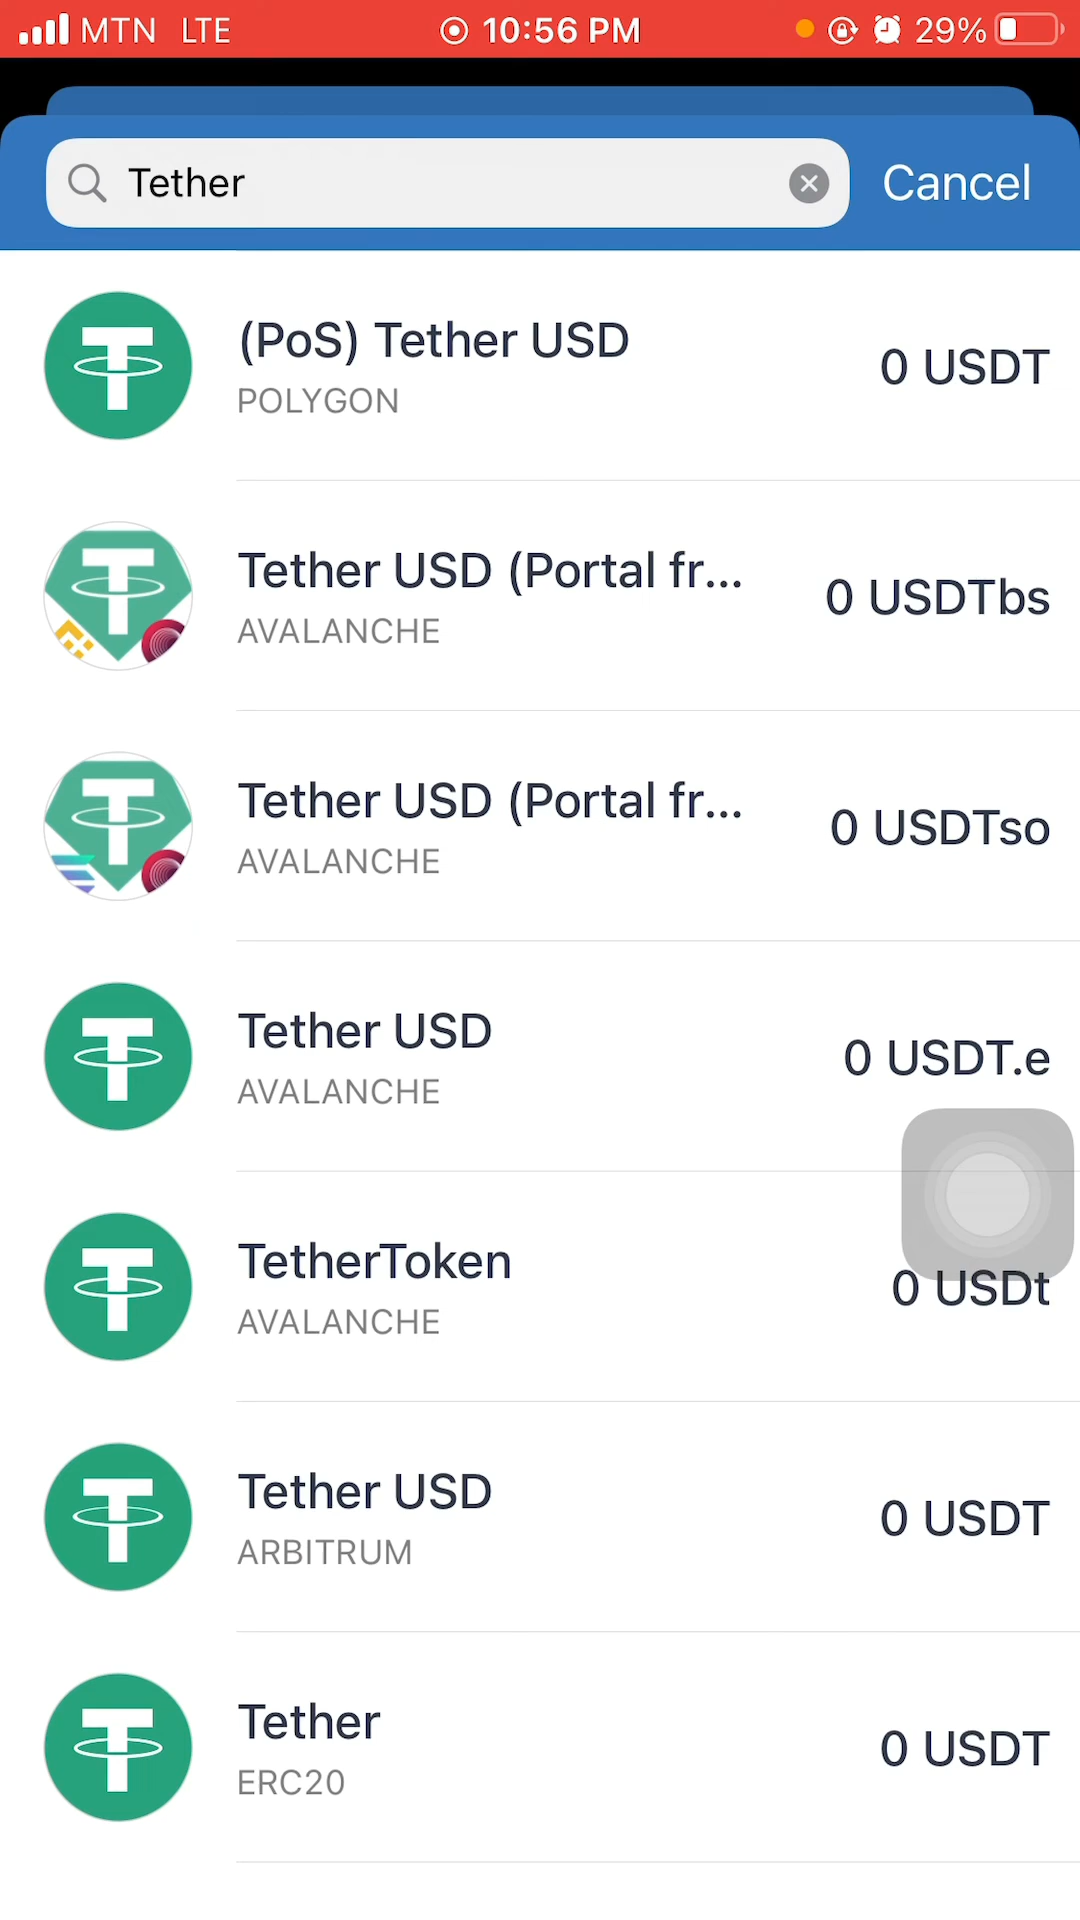 MTN LTE 10:56 PM 29%
Tether Cancel
(PoS) Tether USD
POLYGON
0 USDT
Tether USD (Portal fr...
AVALANCHE
0 USDTbs
Tether USD (Portal fr...
AVALANCHE
0 USDTso
Tether USD
AVALANCHE
0 USDT.e
TetherToken
AVALANCHE
0 USDt
Tether USD
ARBITRUM
0 USDT
Tether
ERC20
0 USDT